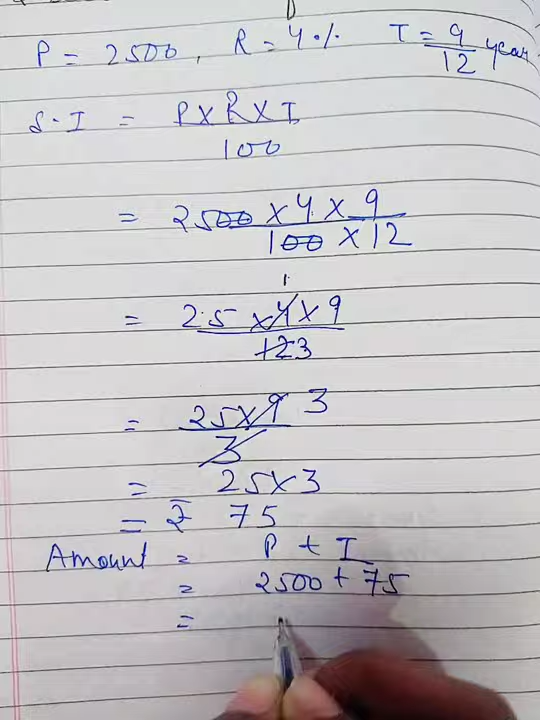 P = 2500, R = 4%. T = 9/12 year
S.I = P×R×T/100
= 2500 × 4 × 9/100 × 12
= 25 × 4 × 9/12 3
1
= 25×9/3 3
= 25×3
= ₹ 75
Amount = P + I
= 2500 + 75
=